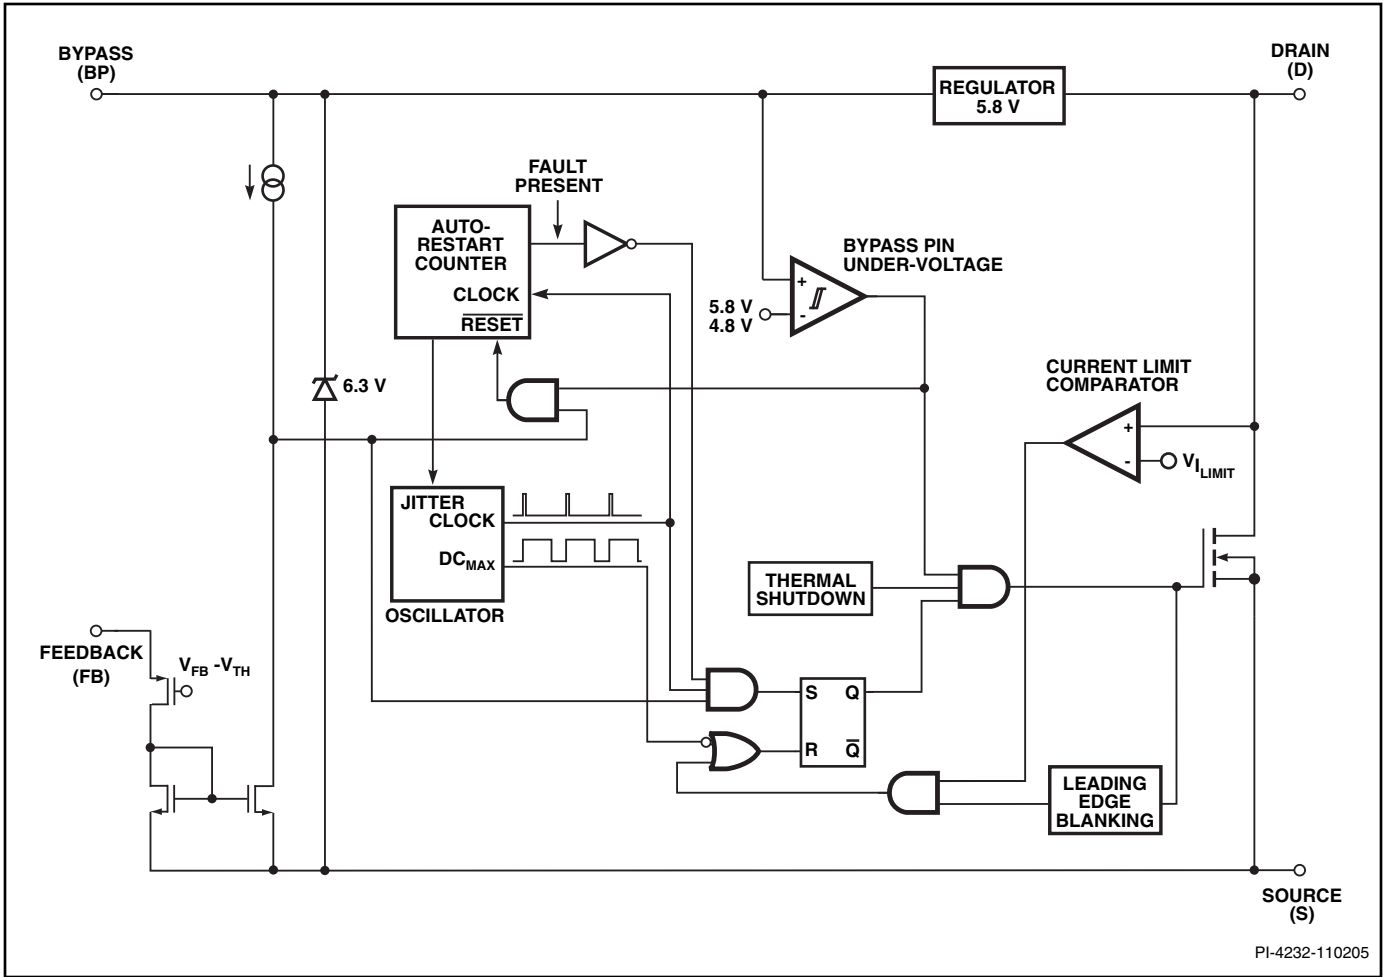 BYPASS
(BP)
DRAIN
(D)
REGULATOR
5.8 V
FAULT
PRESENT
AUTO-
RESTART
COUNTER
CLOCK
RESET
BYPASS PIN
UNDER-VOLTAGE
+
-
5.8 V
4.8 V
6.3 V
CURRENT LIMIT
COMPARATOR
+
-
VILIMIT
JITTER
CLOCK
DCMAX
OSCILLATOR
THERMAL
SHUTDOWN
FEEDBACK
(FB)
VFB -VTH
S Q
R Q
LEADING
EDGE
BLANKING
SOURCE
(S)
PI-4232-110205